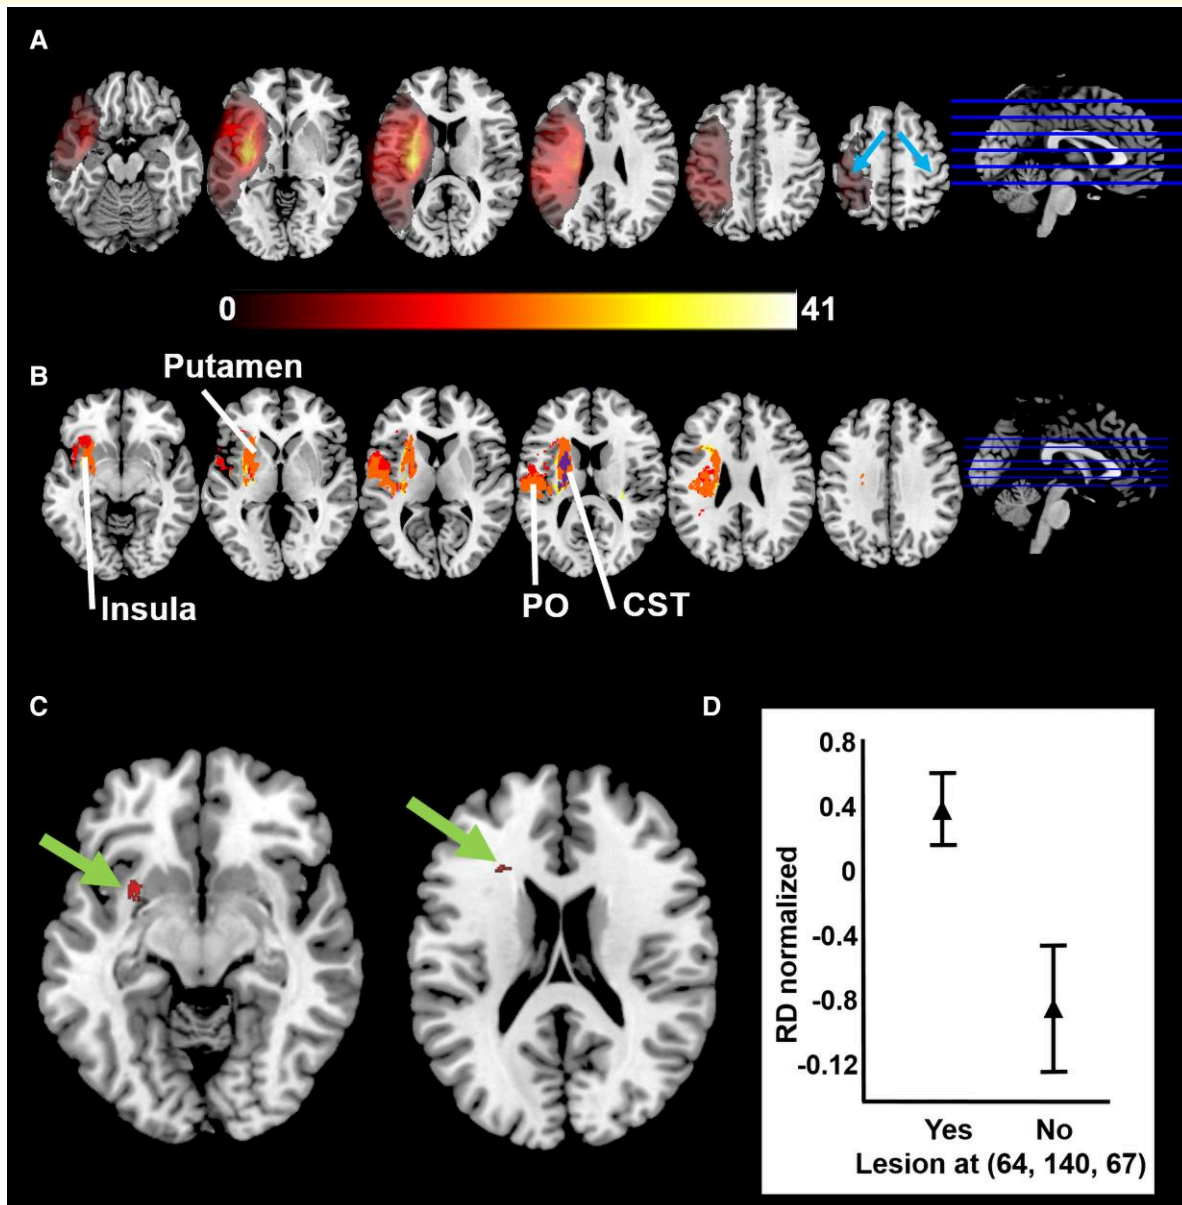 A
0
41
B
Putamen
Insula
PO
CST
C
D
0.8
0.4
0
-0.4
-0.8
-0.12
RD normalized
Yes No
Lesion at (64, 140, 67)